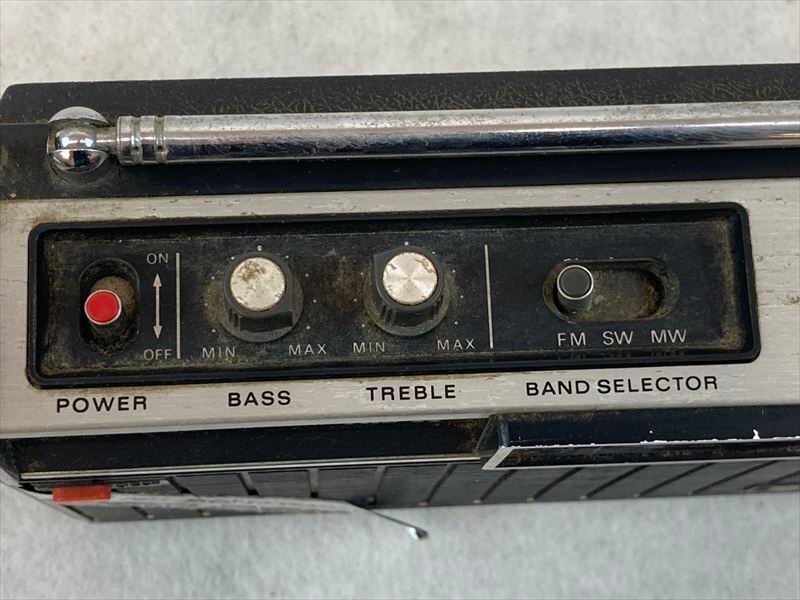 ON
OFF
MIN MAX MIN MAX
FM SW MW
POWER BASS TREBLE BAND SELECTOR